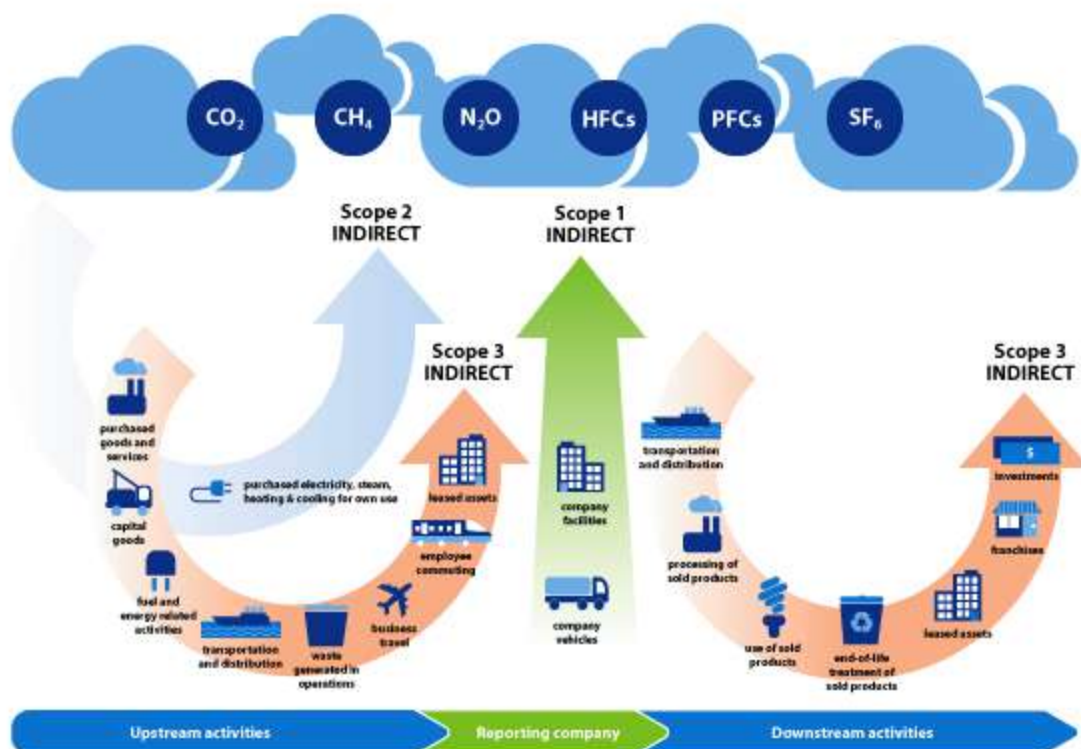 CO₂
CH₄
N₂O
HFCs
PFCs
SF₆
Scope 2
INDIRECT
Scope 1
INDIRECT
Scope 3
INDIRECT
Scope 3
INDIRECT
purchased
goods and
services
capital
goods
fuel and
energy related
activities
transportation
and distribution
waste
generated in
operations
business
travel
employee
commuting
leased assets
purchased electricity, steam,
heating & cooling for own use
company
facilities
company
vehicles
transportation
and distribution
processing of
sold products
use of sold
products
end-of-life
treatment of
sold products
leased assets
franchises
investments
$
Upstream activities
Reporting company
Downstream activities